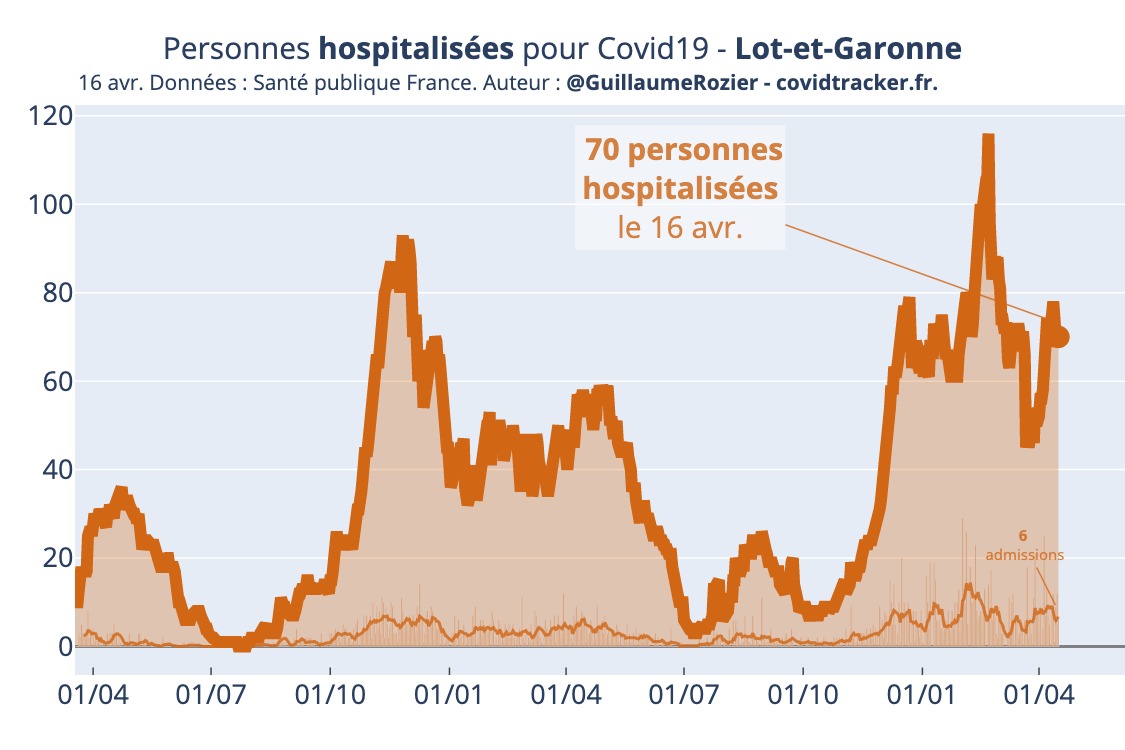 Personnes hospitalisées pour Covid19 - Lot-et-Garonne
16 avr. Données : Santé publique France. Auteur : @GuillaumeRozier - covidtracker.fr.
120
100
80
60
40
20
0
70 personnes
hospitalisées
le 16 avr.
6
admissions
01/04 01/07 01/10 01/01 01/04 01/07 01/10 01/01 01/04